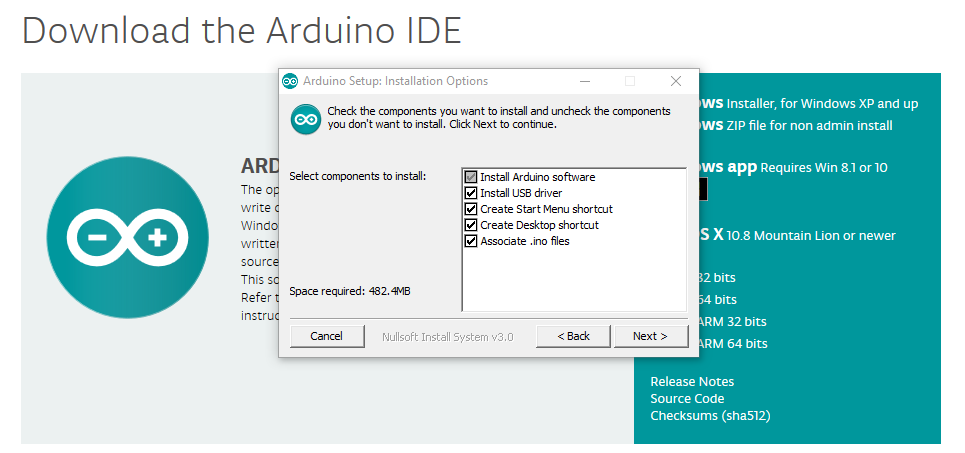 Download the Arduino IDE
Arduino Setup: Installation Options
Check the components you want to install and uncheck the components
you don't want to install. Click Next to continue.
Select components to install:
Install Arduino software
Install USB driver
Create Start Menu shortcut
Create Desktop shortcut
Associate .ino files
Space required: 482.4MB
Cancel
Nullsoft Install System v3.0
< Back
Next >
ARD
The op
write
Windo
written
source
This so
Refer t
instruc
ws Installer, for Windows XP and up
ws ZIP file for non admin install
ws app Requires Win 8.1 or 10
S X 10.8 Mountain Lion or newer
32 bits
64 bits
ARM 32 bits
ARM 64 bits
Release Notes
Source Code
Checksums (sha512)